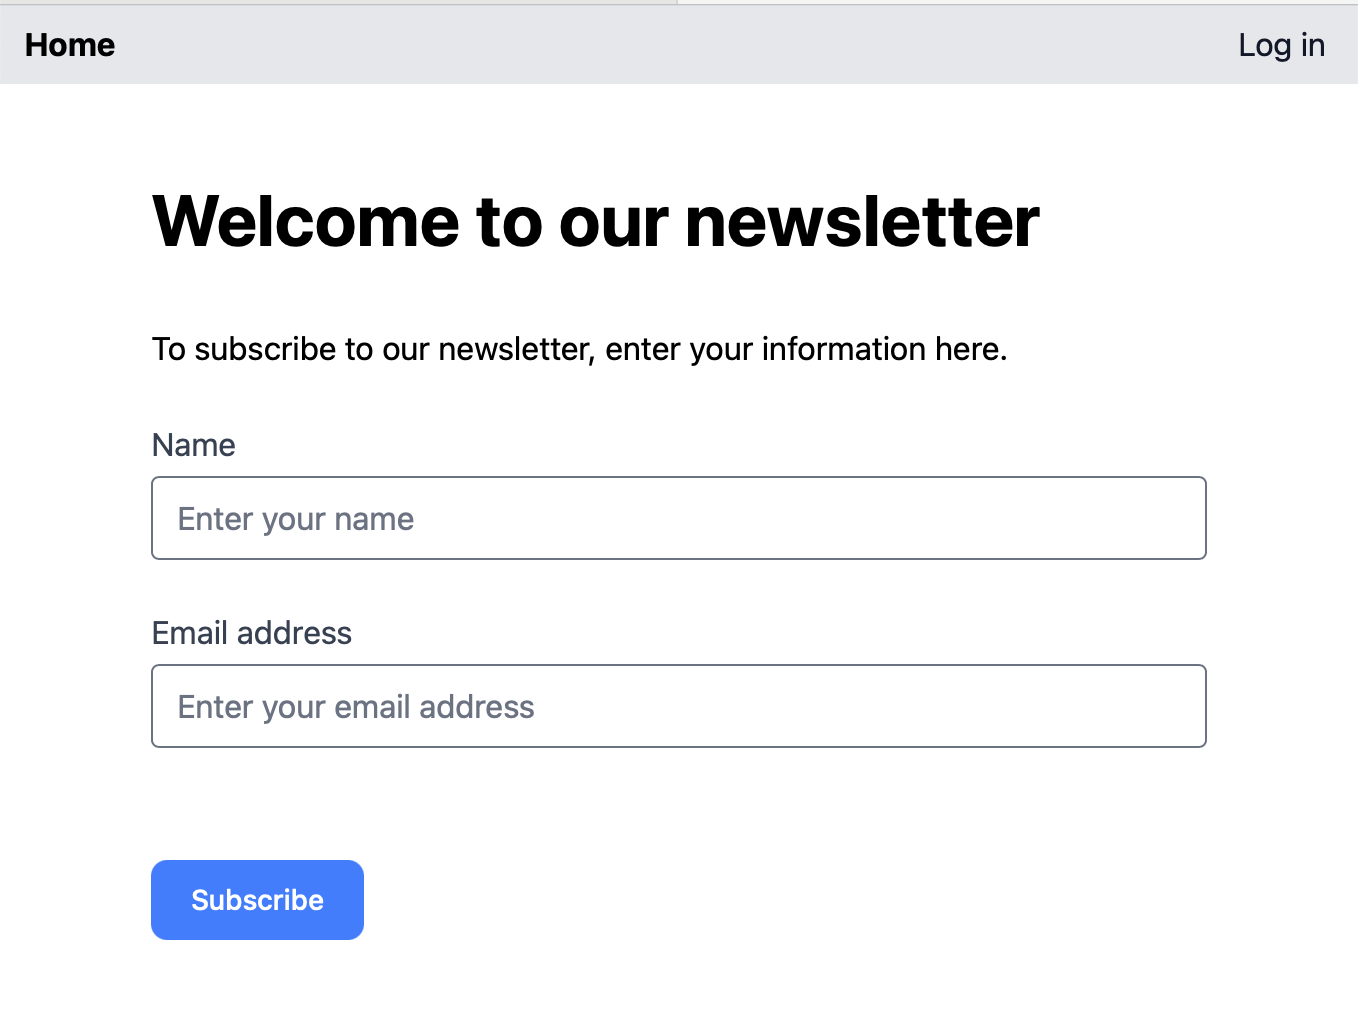 Home
Log in
Welcome to our newsletter
To subscribe to our newsletter, enter your information here.
Name
Enter your name
Email address
Enter your email address
Subscribe